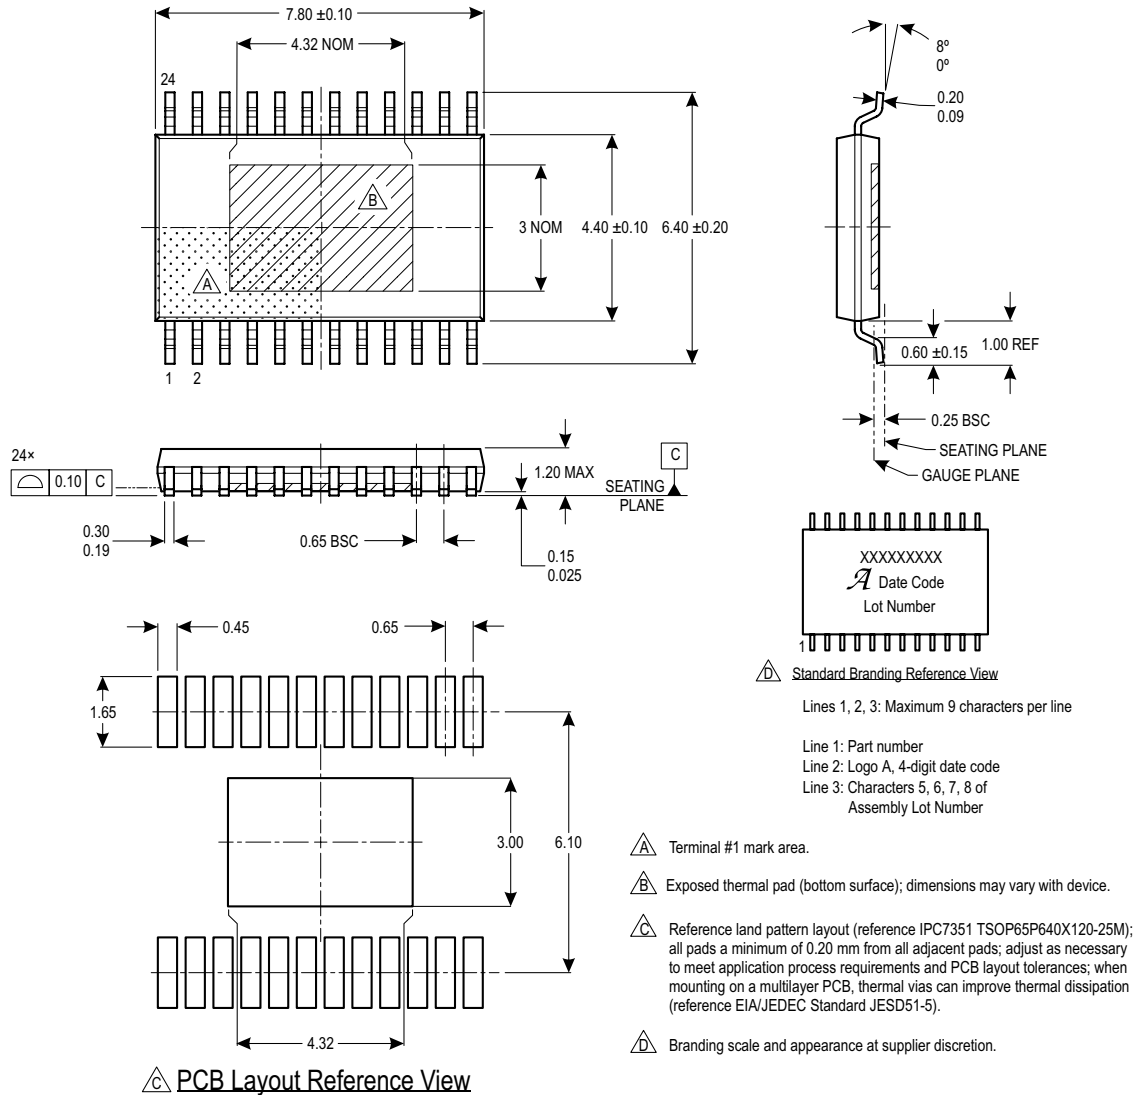 7.80 ±0.10
4.32 NOM
24
B
A
3 NOM
4.40 ±0.10
6.40 ±0.20
1
2
8º
0º
0.20
0.09
0.60 ±0.15
1.00 REF
0.25 BSC
SEATING PLANE
GAUGE PLANE
24×
0.10
C
0.30
0.19
0.65 BSC
1.20 MAX
SEATING
PLANE
C
0.15
0.025
XXXXXXXXX
A Date Code
Lot Number
1
D Standard Branding Reference View
Lines 1, 2, 3: Maximum 9 characters per line
Line 1: Part number
Line 2: Logo A, 4-digit date code
Line 3: Characters 5, 6, 7, 8 of
Assembly Lot Number
0.45
0.65
1.65
3.00
6.10
4.32
C PCB Layout Reference View
A Terminal #1 mark area.
B Exposed thermal pad (bottom surface); dimensions may vary with device.
C Reference land pattern layout (reference IPC7351 TSOP65P640X120-25M);
all pads a minimum of 0.20 mm from all adjacent pads; adjust as necessary
to meet application process requirements and PCB layout tolerances; when
mounting on a multilayer PCB, thermal vias can improve thermal dissipation
(reference EIA/JEDEC Standard JESD51-5).
D Branding scale and appearance at supplier discretion.